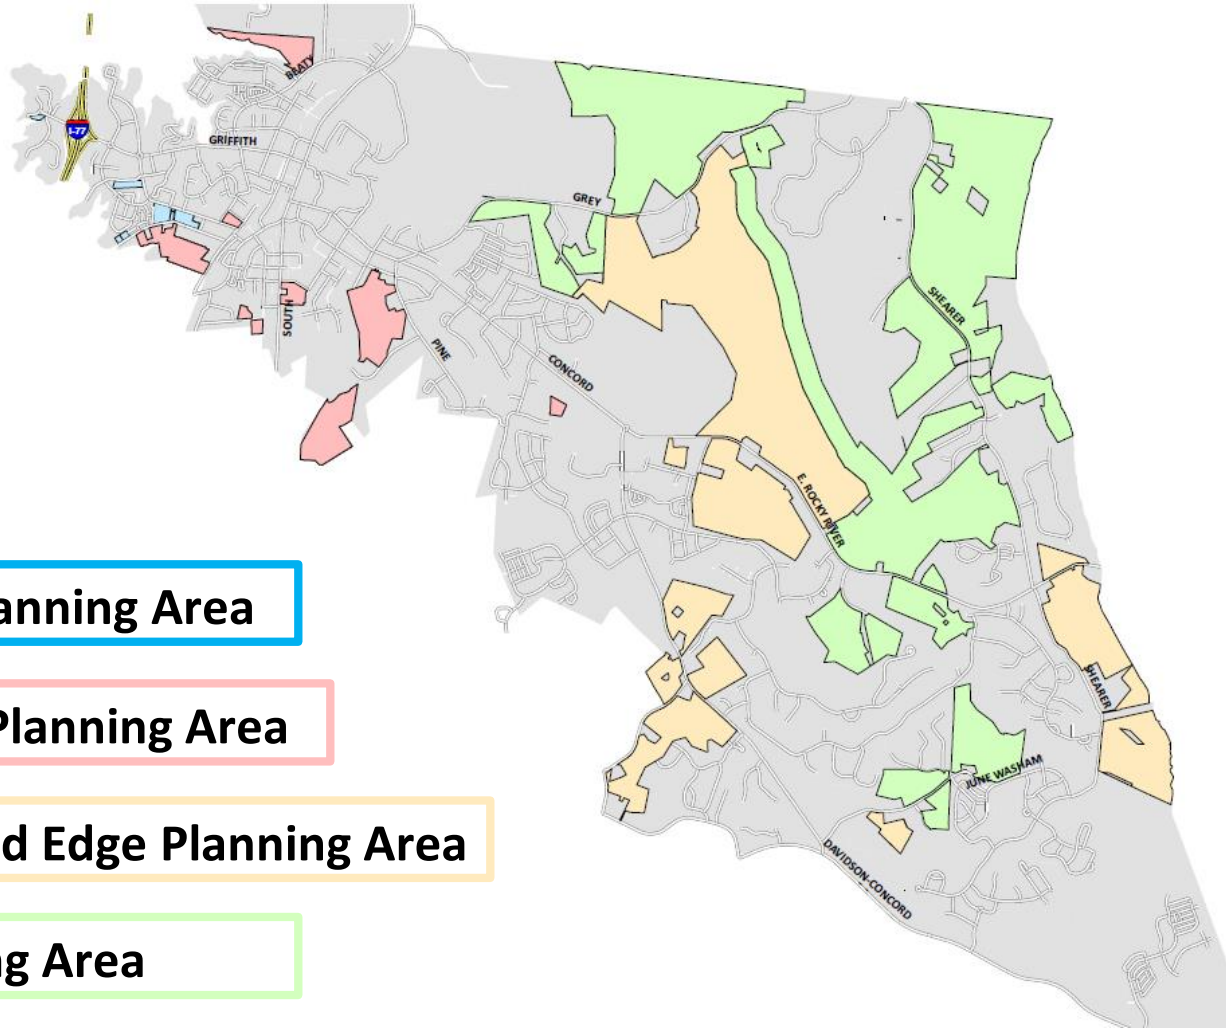 BEATY
I-77
GRIFFITH
GREY
SHEARER
SOUTH
PINE
CONCORD
E. ROCKY RIVER
anning Area
Planning Area
SHEARER
JUNE WASHAM
d Edge Planning Area
DAVIDSON-CONCORD
g Area